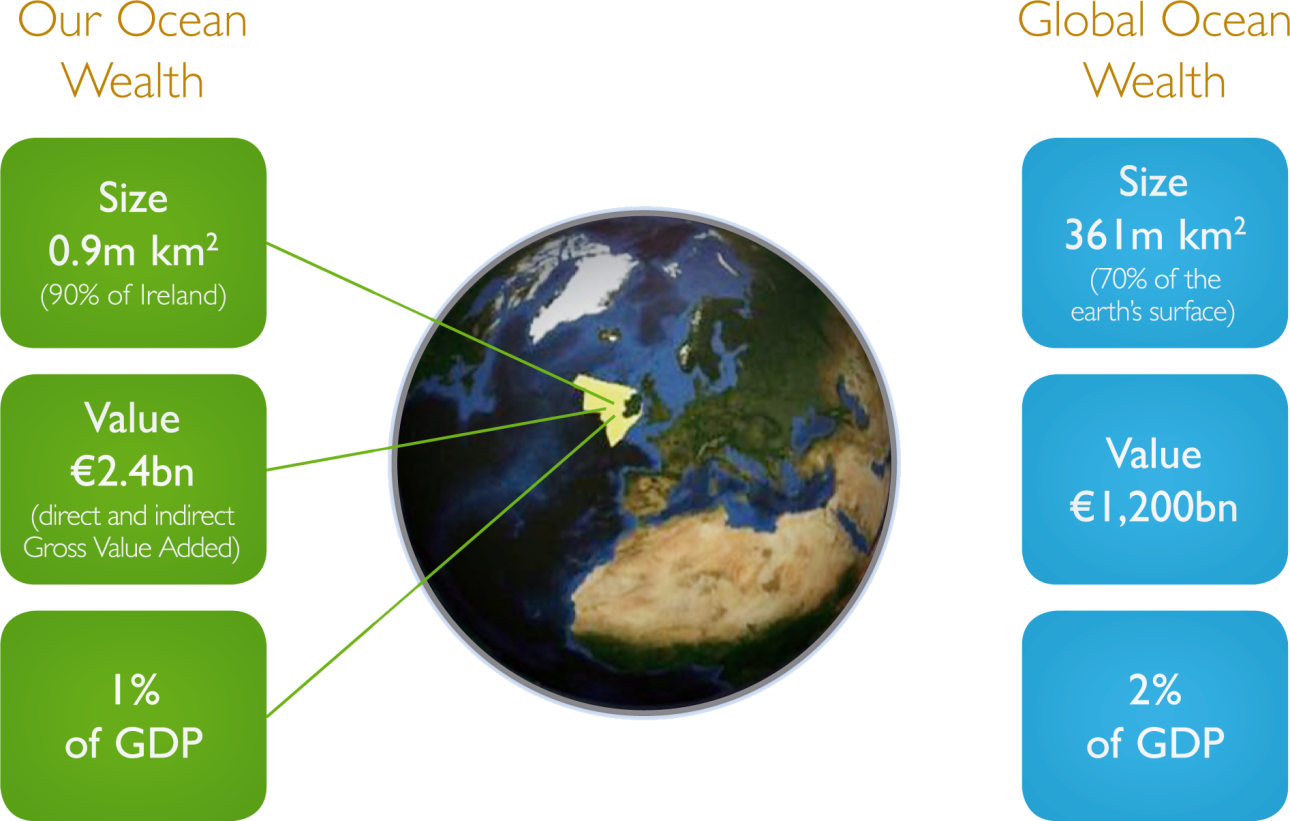 Our Ocean
Wealth
Size
0.9m km²
(90% of Ireland)
Value
€2.4bn
(direct and indirect
Gross Value Added)
1%
of GDP
Global Ocean
Wealth
Size
361m km²
(70% of the
earth's surface)
Value
€1,200bn
2%
of GDP